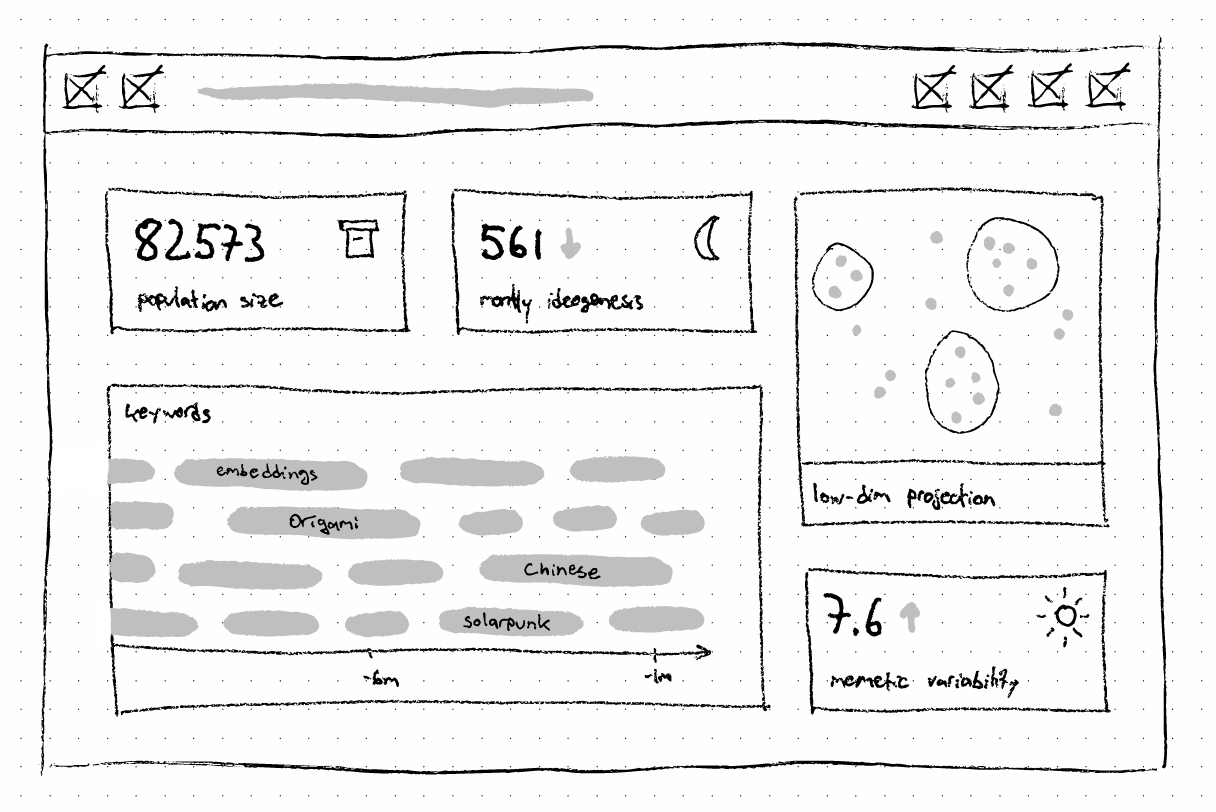 82573
population size
561
montly ideogenesis
keywords
embeddings
Origami
Chinese
solarpunk
-6m
-1m
low-dim projection
7.6
memetic variability